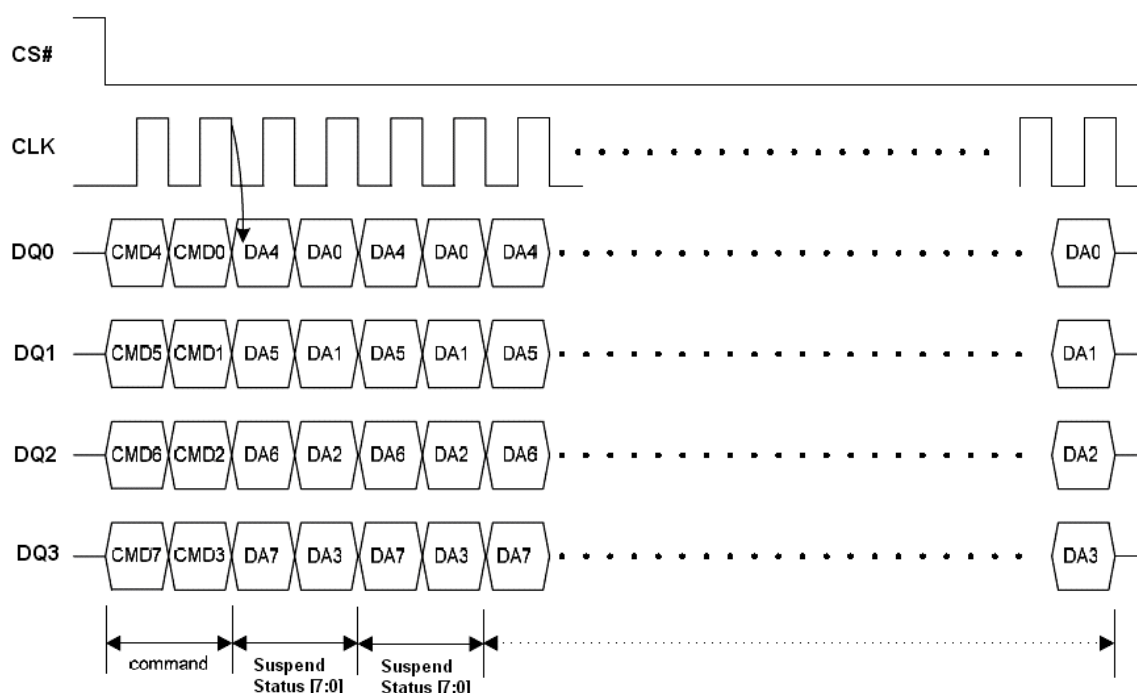 CS#
CLK
DQ0 CMD4 CMD0 DA4 DA0 DA4 DA0 DA4 DA0
DQ1 CMD5 CMD1 DA5 DA1 DA5 DA1 DA5 DA1
DQ2 CMD6 CMD2 DA6 DA2 DA6 DA2 DA6 DA2
DQ3 CMD7 CMD3 DA7 DA3 DA7 DA3 DA7 DA3
command Suspend Suspend
Status [7:0] Status [7:0]